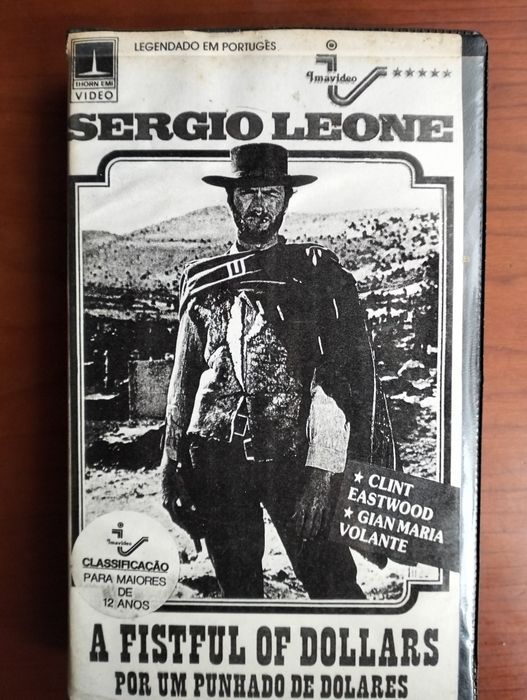 THORN EMI
VIDEO
LEGENDADO EM PORTUGÊS
imavideo
SERGIO LEONE
★ CLINT
EASTWOOD
★ GIAN MARIA
VOLANTE
imavideo
CLASSIFICAÇÃO
PARA MAIORES
DE
12 ANOS
A FISTFUL OF DOLLARS
POR UM PUNHADO DE DOLARES